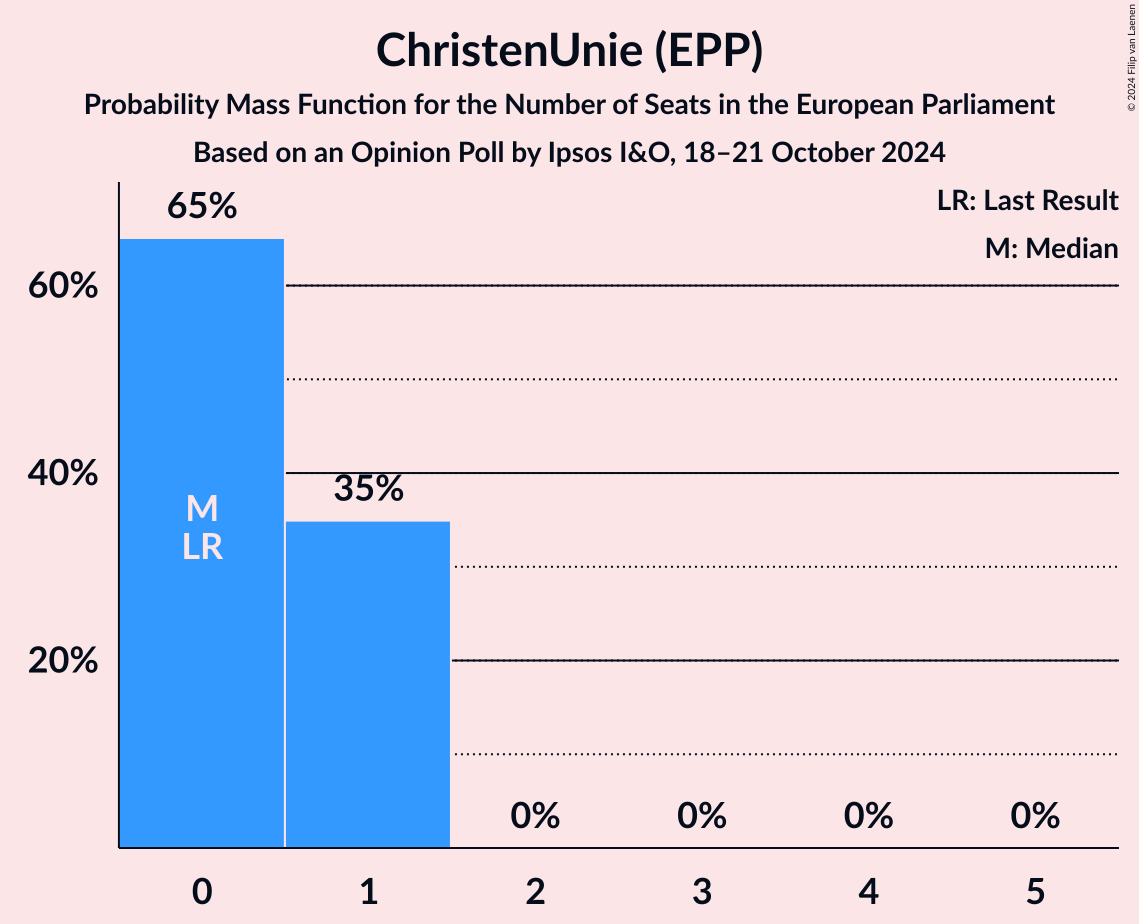 ChristenUnie (EPP)
Probability Mass Function for the Number of Seats in the European Parliament
Based on an Opinion Poll by Ipsos I&O, 18–21 October 2024
© 2024 Filip van Laenen
LR: Last Result
M: Median
65%
60%
40%
35%
M
LR
20%
0% 0% 0% 0%
0 1 2 3 4 5